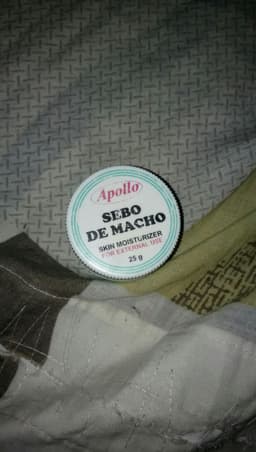 Apollo
SEBO
DE MACHO
SKIN MOISTURIZER
FOR EXTERNAL USE
25 g